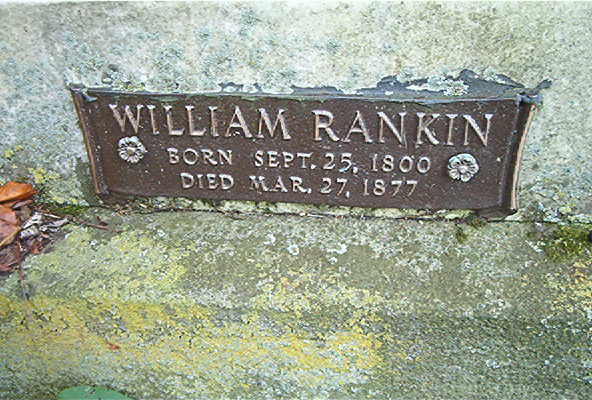 WILLIAM RANKIN
BORN SEPT. 25, 1800
DIED MAR. 27, 1877